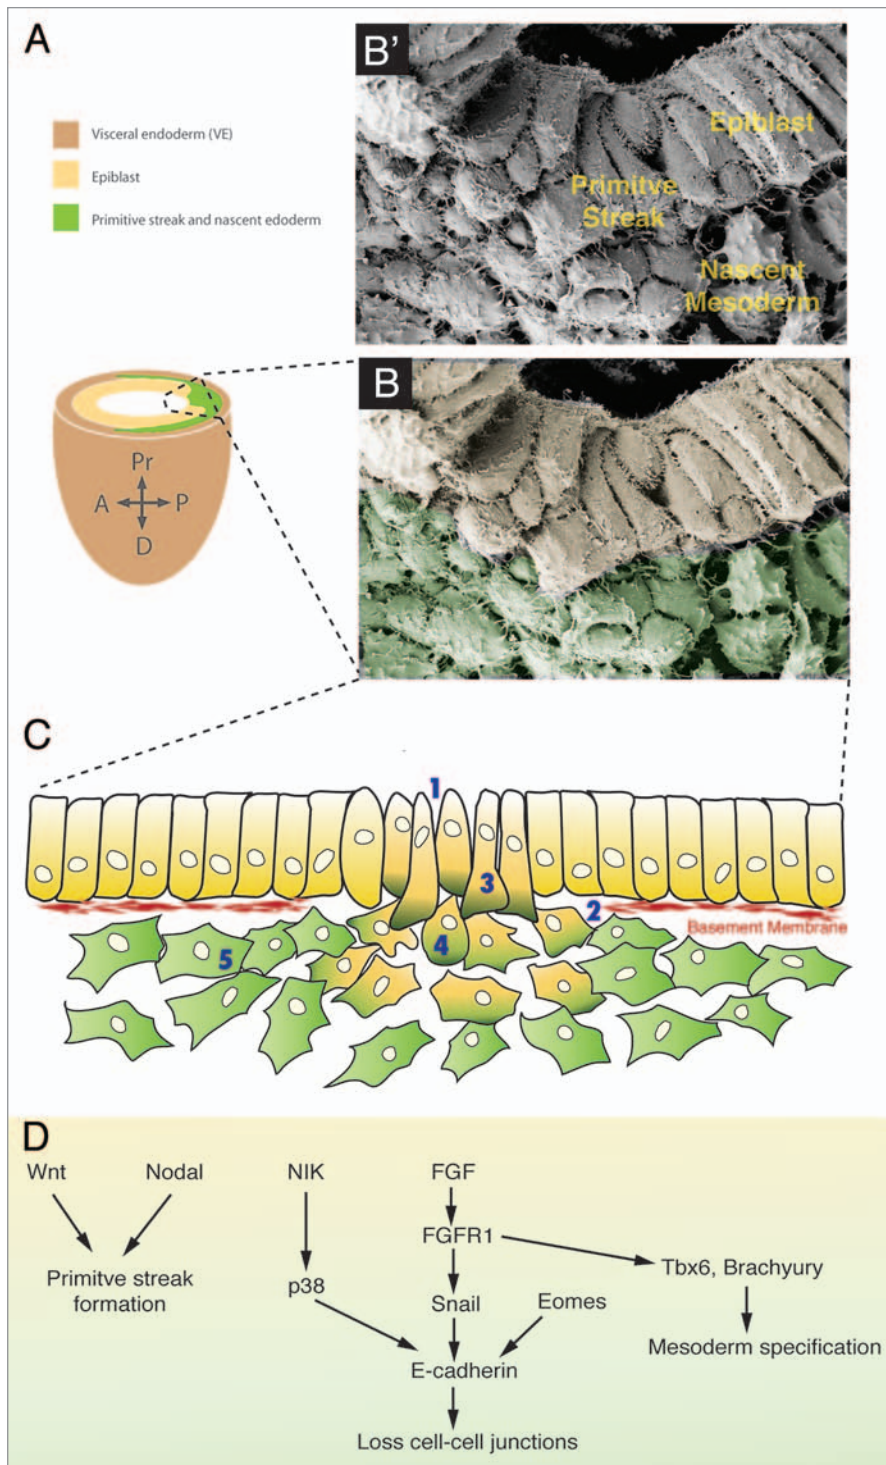 A
Visceral endoderm (VE)
Epiblast
Primitive streak and nascent edoderm
B'
Epiblast
Primitve
Streak
Nascent
Mesoderm
B
Pr
A P
D
C
1
3
2
Basement Membrane
4
5
D
Wnt Nodal NIK FGF
FGFR1
Primitve streak
formation
p38
Tbx6, Brachyury
Snail Eomes
Mesoderm specification
E-cadherin
Loss cell-cell junctions